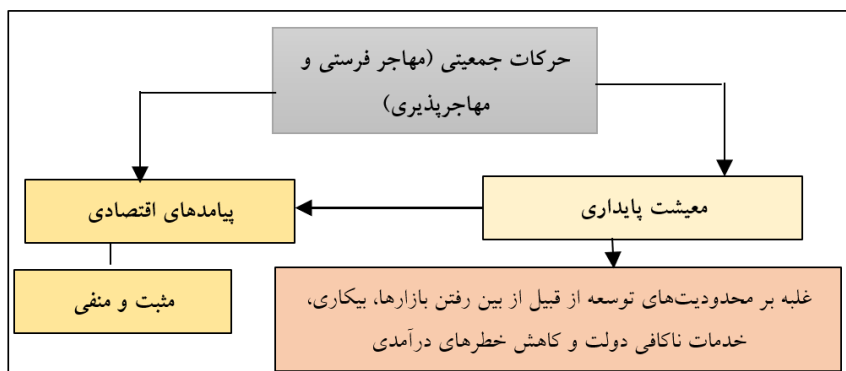 حرکات جمعیتی (مهاجر فرستی و
مهاجرپذیری)
معیشت پایداری
پیامدهای اقتصادی
غلبه بر محدودیت‌های توسعه از قبیل از بین رفتن بازارها، بیکاری،
خدمات ناکافی دولت و کاهش خطرهای درآمدی
مثبت و منفی